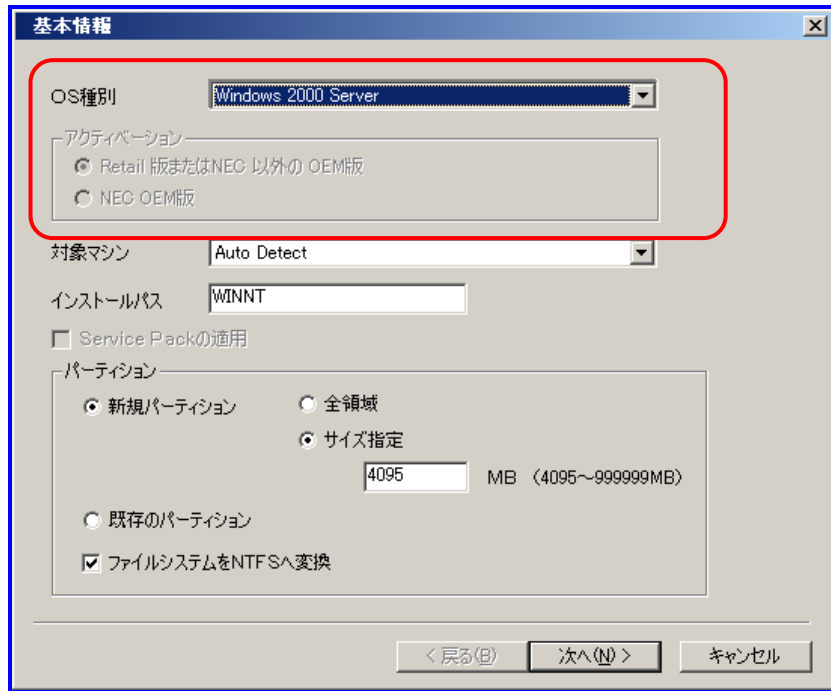 基本情報
OS種別
Windows 2000 Server
アクティベーション
Retail 版またはNEC 以外の OEM版
NEC OEM版
対象マシン
Auto Detect
インストールパス
WINNT
Service Packの適用
パーティション
新規パーティション
全領域
サイズ指定
4095 MB （4095～999999MB）
既存のパーティション
ファイルシステムをNTFSへ変換
< 戻る(B) 次へ(N) > キャンセル